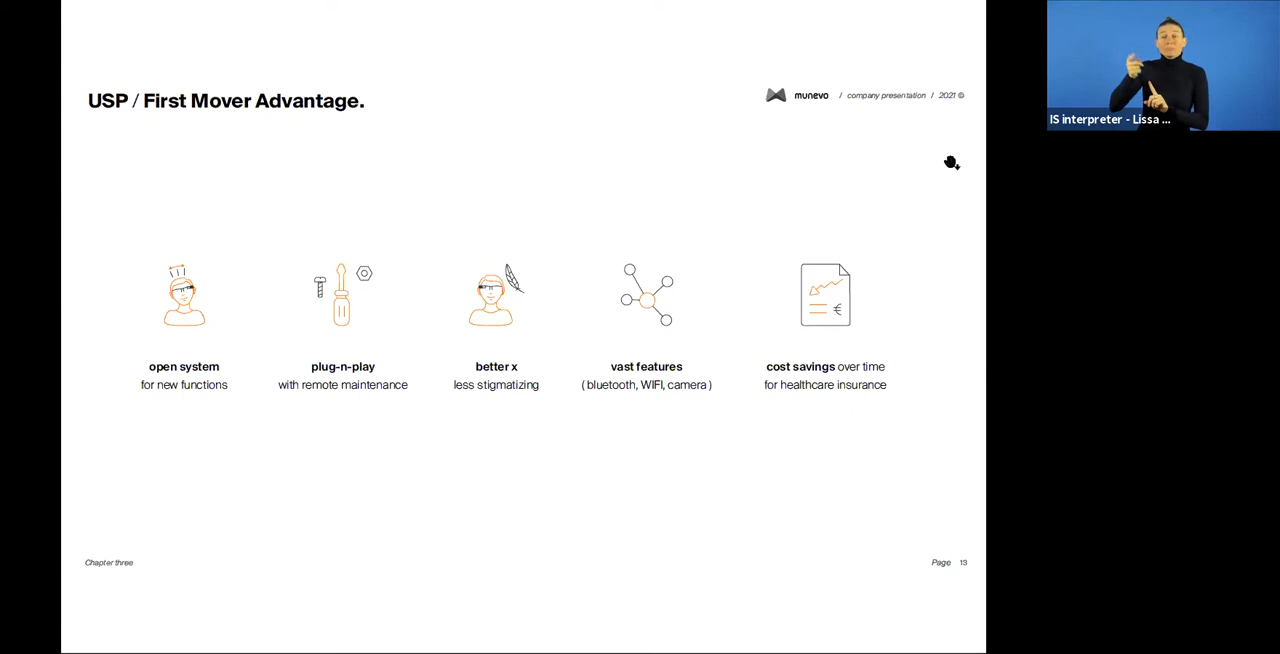 USP / First Mover Advantage.
munevo / company presentation / 2021 ©
open system
for new functions
plug-n-play
with remote maintenance
better x
less stigmatizing
vast features
( bluetooth, WIFI, camera )
€
cost savings over time
for healthcare insurance
Chapter three
Page 13
IS interpreter - Lissa ...